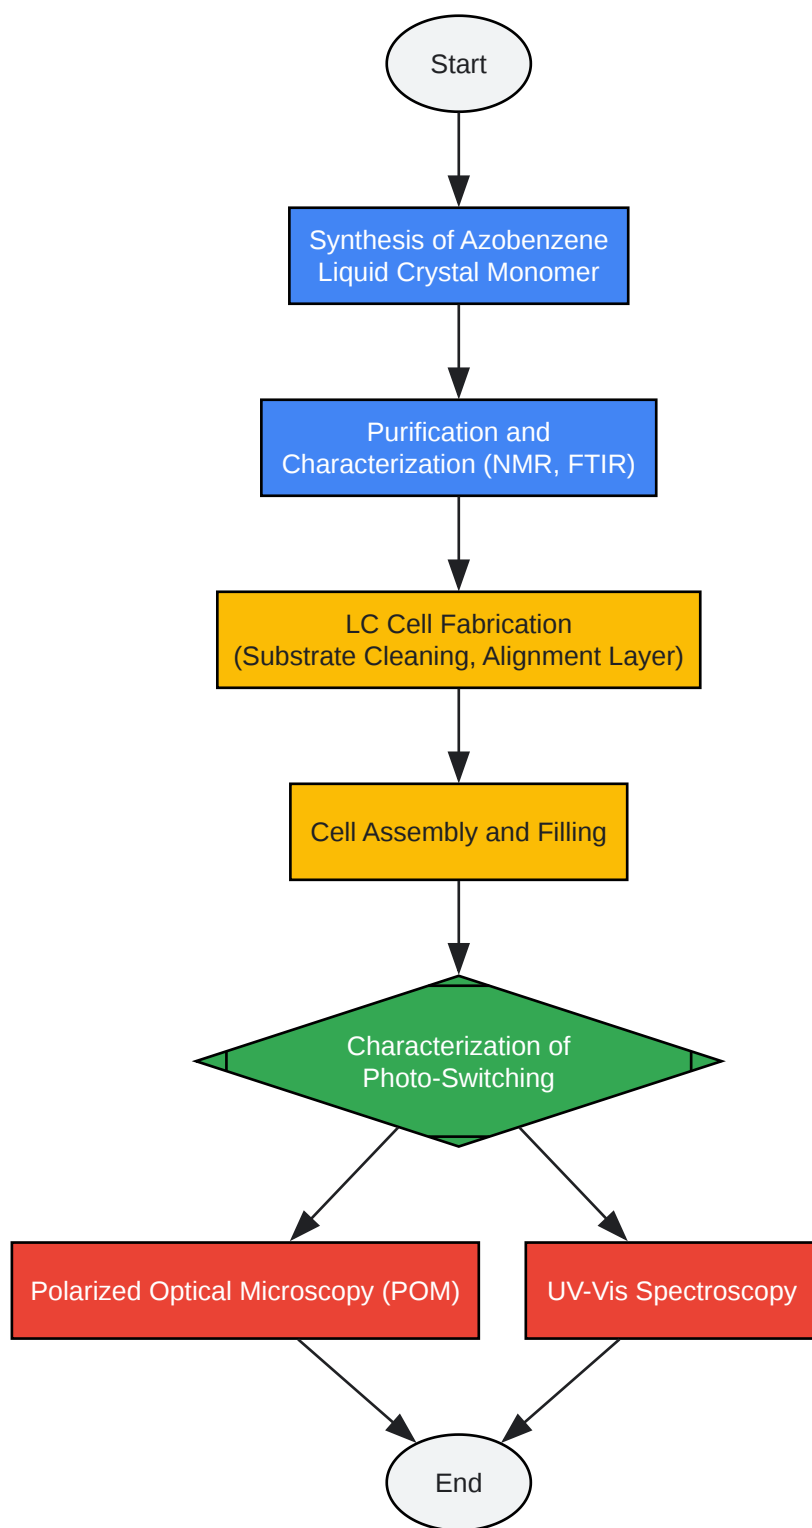 Start
Synthesis of Azobenzene
Liquid Crystal Monomer
Purification and
Characterization (NMR, FTIR)
LC Cell Fabrication
(Substrate Cleaning, Alignment Layer)
Cell Assembly and Filling
Characterization of
Photo-Switching
Polarized Optical Microscopy (POM)
UV-Vis Spectroscopy
End